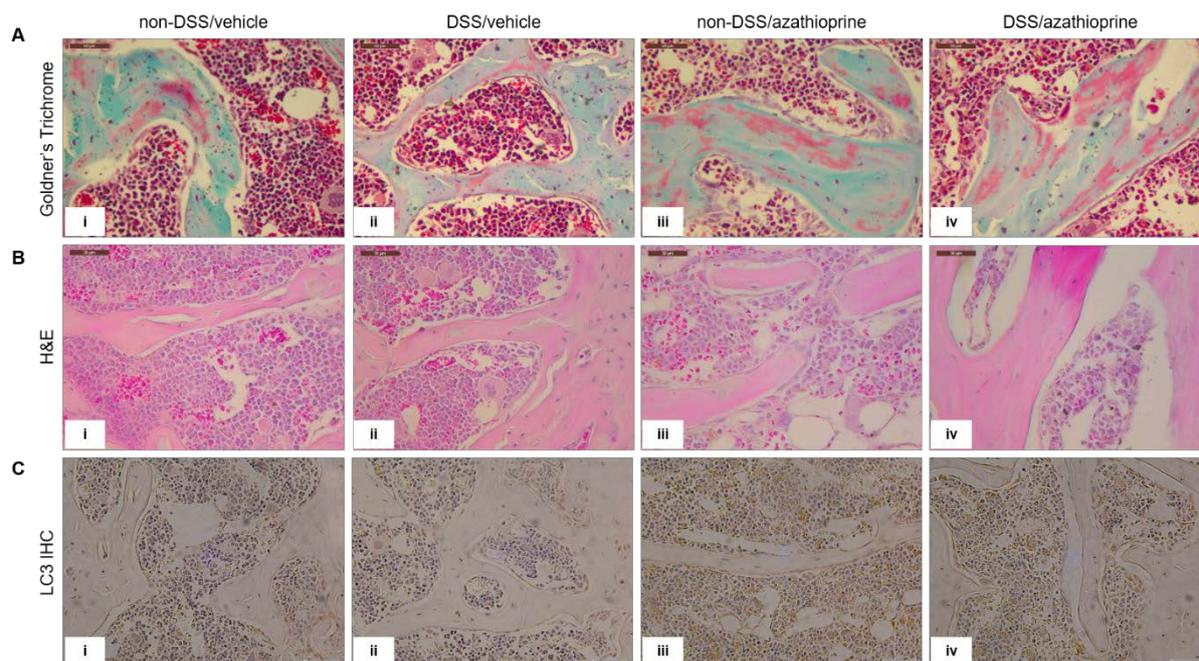 non-DSS/vehicle DSS/vehicle non-DSS/azathioprine DSS/azathioprine
A
Goldner's Trichrome
i ii iii iv
B
H&E
i ii iii iv
C
LC3 IHC
i ii iii iv